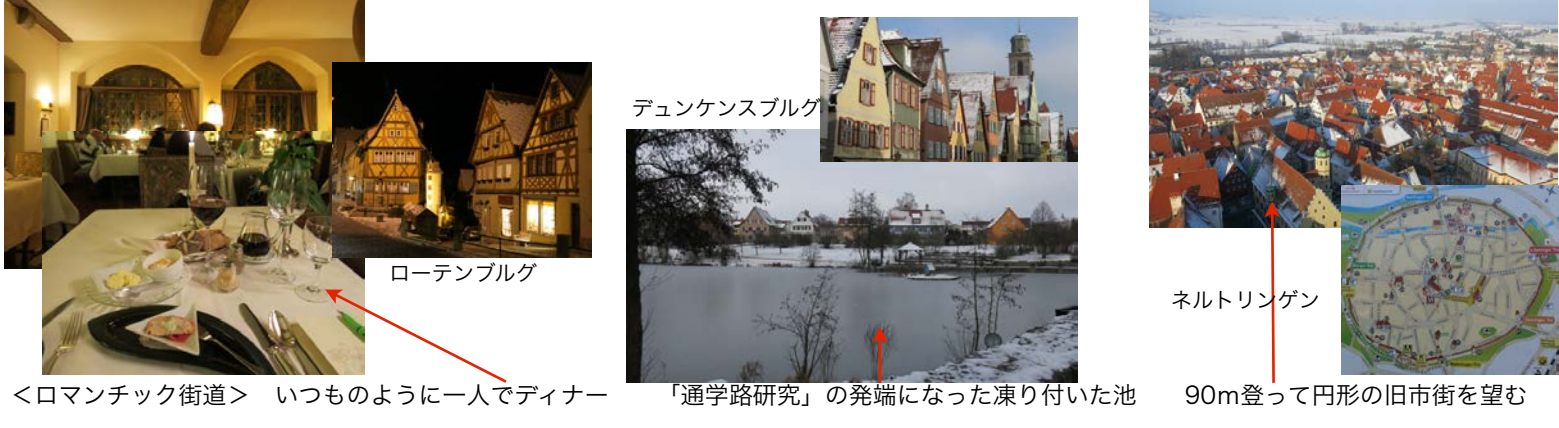 デュンケンスブルグ
ローテンブルグ
ネルトリンゲン
＜ロマンチック街道＞　いつものように一人でディナー
「通学路研究」の発端になった凍り付いた池
90m登って円形の旧市街を望む